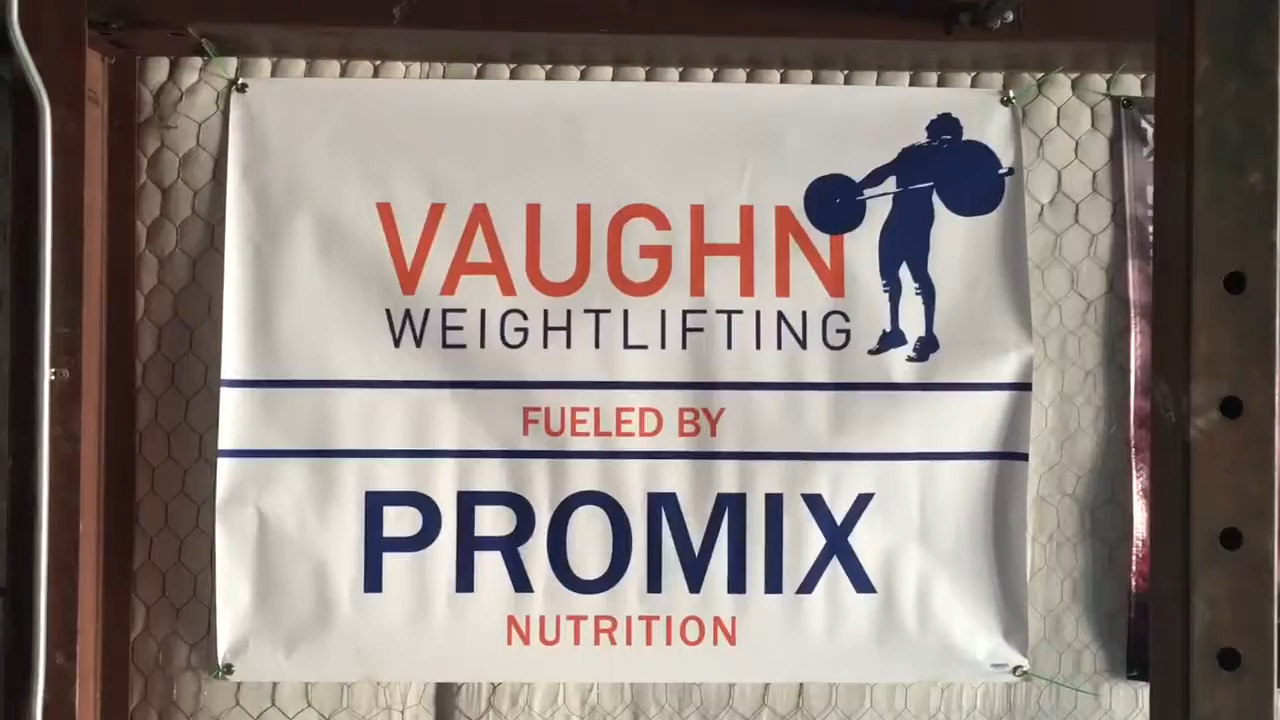 VAUGHN
WEIGHTLIFTING
FUELED BY
PROMIX
NUTRITION